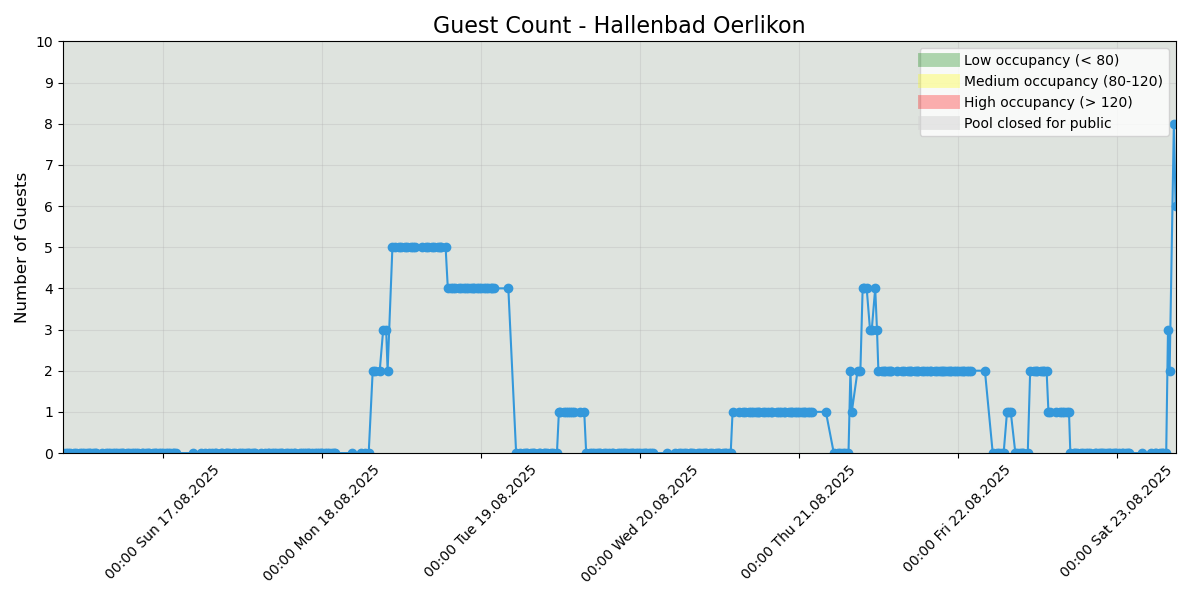 Guest Count - Hallenbad Oerlikon
10
9
8
7
6
5
4
3
2
1
0
Number of Guests
Low occupancy (< 80)
Medium occupancy (80-120)
High occupancy (> 120)
Pool closed for public
00:00 Sun 17.08.2025
00:00 Mon 18.08.2025
00:00 Tue 19.08.2025
00:00 Wed 20.08.2025
00:00 Thu 21.08.2025
00:00 Fri 22.08.2025
00:00 Sat 23.08.2025